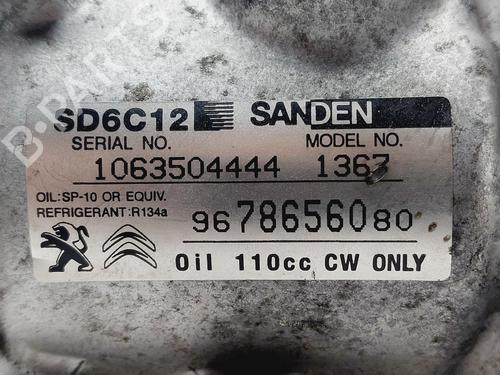 SD6C12 SANDEN
SERIAL NO. MODEL NO.
1063504444 1367
OIL:SP-10 OR EQUIV.
REFRIGERANT:R134a
9678656080
Oil 110cc CW ONLY
B-PARTS